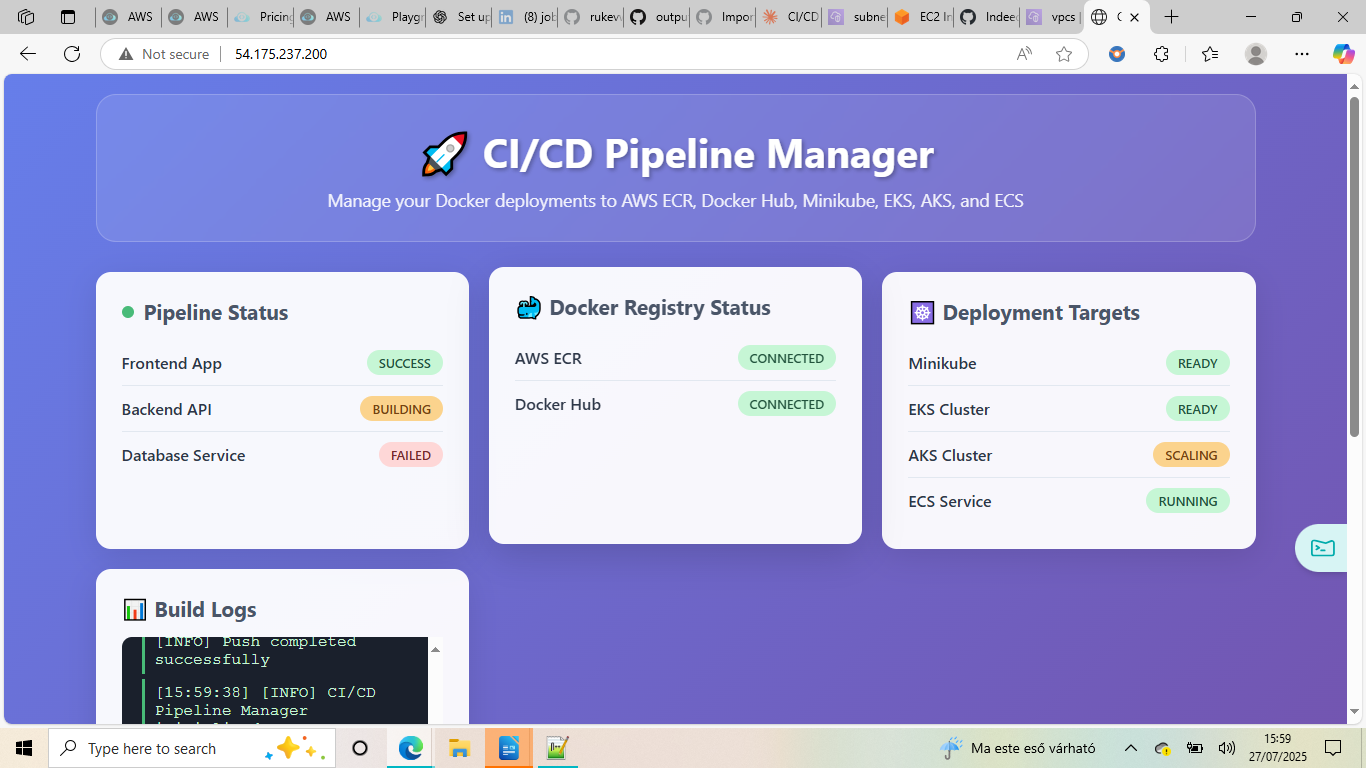 AWS
AWS
Pricing
AWS
Playgr
Set up
(8) job
rukev
outpu
Impor
CI/CD
subne
EC2 In
Indeed
vpcs |
Not secure
54.175.237.200
CI/CD Pipeline Manager
Manage your Docker deployments to AWS ECR, Docker Hub, Minikube, EKS, AKS, and ECS
Pipeline Status
Frontend App SUCCESS
Backend API BUILDING
Database Service FAILED
Docker Registry Status
AWS ECR CONNECTED
Docker Hub CONNECTED
Deployment Targets
Minikube READY
EKS Cluster READY
AKS Cluster SCALING
ECS Service RUNNING
Build Logs
[INFO] Push completed
successfully
[15:59:38] [INFO] CI/CD
Pipeline Manager
Type here to search
Ma este eső várható
15:59
27/07/2025